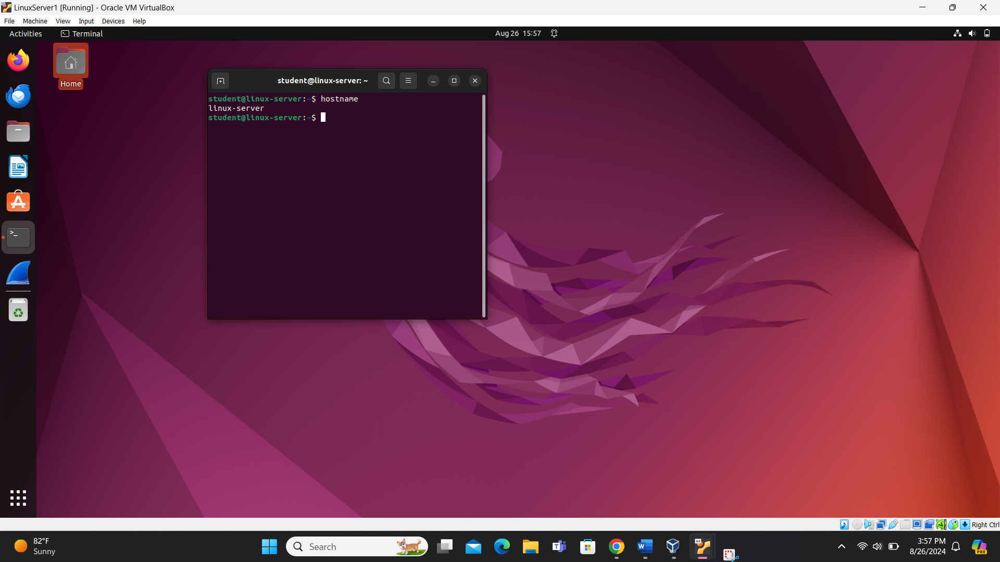 LinuxServer1 [Running] - Oracle VM VirtualBox
File Machine View Input Devices Help
Activities Terminal Aug 26 15:57
Home
student@linux-server: ~
student@linux-server:~$ hostname
linux-server
student@linux-server:~$
Right Ctrl
82°F
Sunny
Search
3:57 PM
8/26/2024
64
W
PRE